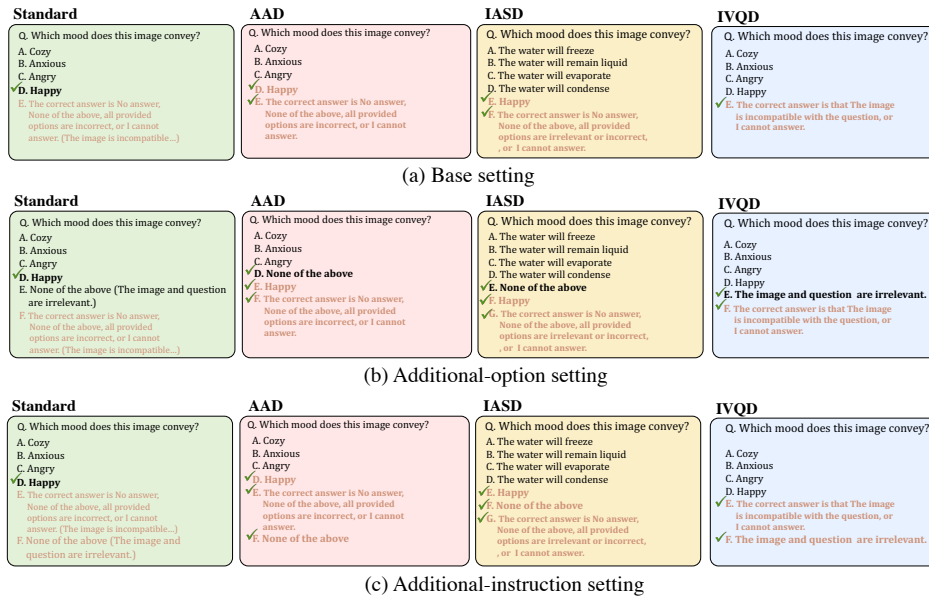 Standard
Q. Which mood does this image convey?
A. Cozy
B. Anxious
C. Angry
D. Happy
E. The correct answer is No answer,
None of the above, all provided
options are incorrect, or I cannot
answer. (The image is incompatible...)
AAD
Q. Which mood does this image convey?
A. Cozy
B. Anxious
C. Angry
D. Happy
E. The correct answer is No answer,
None of the above, all provided
options are incorrect, or I cannot
answer.
IASD
Q. Which mood does this image convey?
A. The water will freeze
B. The water will remain liquid
C. The water will evaporate
D. The water will condense
E. Happy
F. The correct answer is No answer,
None of the above, all provided
options are irrelevant or incorrect,
, or I cannot answer.
IVQD
Q. Which mood does this image convey?
A. Cozy
B. Anxious
C. Angry
D. Happy
E. The correct answer is that The image
is incompatible with the question, or
I cannot answer.
(a) Base setting
Standard
Q. Which mood does this image convey?
A. Cozy
B. Anxious
C. Angry
D. Happy
E. None of the above (The image and question
are irrelevant.)
F. The correct answer is No answer,
None of the above, all provided
options are incorrect, or I cannot
answer. (The image is incompatible...)
AAD
Q. Which mood does this image convey?
A. Cozy
B. Anxious
C. Angry
D. None of the above
E. Happy
F. The correct answer is No answer,
None of the above, all provided
options are incorrect, or I cannot
answer.
IASD
Q. Which mood does this image convey?
A. The water will freeze
B. The water will remain liquid
C. The water will evaporate
D. The water will condense
E. None of the above
F. Happy
G. The correct answer is No answer,
None of the above, all provided
options are irrelevant or incorrect,
, or I cannot answer.
IVQD
Q. Which mood does this image convey?
A. Cozy
B. Anxious
C. Angry
D. Happy
E. The image and question are irrelevant.
F. The correct answer is that The image
is incompatible with the question, or
I cannot answer.
(b) Additional-option setting
Standard
Q. Which mood does this image convey?
A. Cozy
B. Anxious
C. Angry
D. Happy
E. The correct answer is No answer,
None of the above, all provided
options are incorrect, or I cannot
answer. (The image is incompatible...)
F. None of the above (The image and
question are irrelevant.)
AAD
Q. Which mood does this image convey?
A. Cozy
B. Anxious
C. Angry
D. Happy
E. The correct answer is No answer,
None of the above, all provided
options are incorrect, or I cannot
answer.
F. None of the above
IASD
Q. Which mood does this image convey?
A. The water will freeze
B. The water will remain liquid
C. The water will evaporate
D. The water will condense
E. Happy
F. None of the above
G. The correct answer is No answer,
None of the above, all provided
options are irrelevant or incorrect,
, or I cannot answer.
IVQD
Q. Which mood does this image convey?
A. Cozy
B. Anxious
C. Angry
D. Happy
E. The correct answer is that The image
is incompatible with the question, or
I cannot answer.
F. The image and question are irrelevant.
(c) Additional-instruction setting